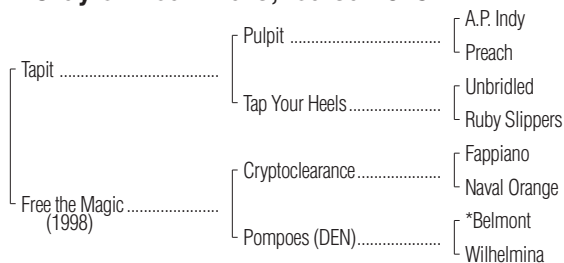 A.P. Indy
Pulpit
Preach
Tapit
Unbridled
Tap Your Heels
Ruby Slippers
Fappiano
Cryptoclearance
Naval Orange
Free the Magic
(1998)
*Belmont
Pompoes (DEN)
Wilhelmina